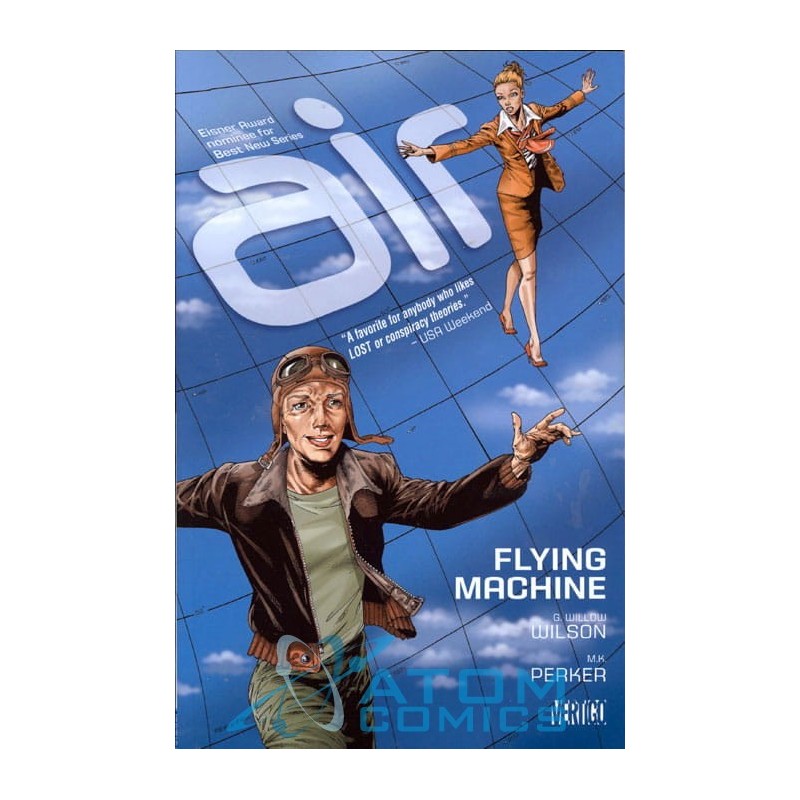 Eisner Award
nominee for
Best New Series
air
"A favorite for anybody who likes
LOST or conspiracy theories."
– USA Weekend
FLYING
MACHINE
G. WILLOW
WILSON
M.K.
PERKER
VERTIGO
ATOM
COMICS